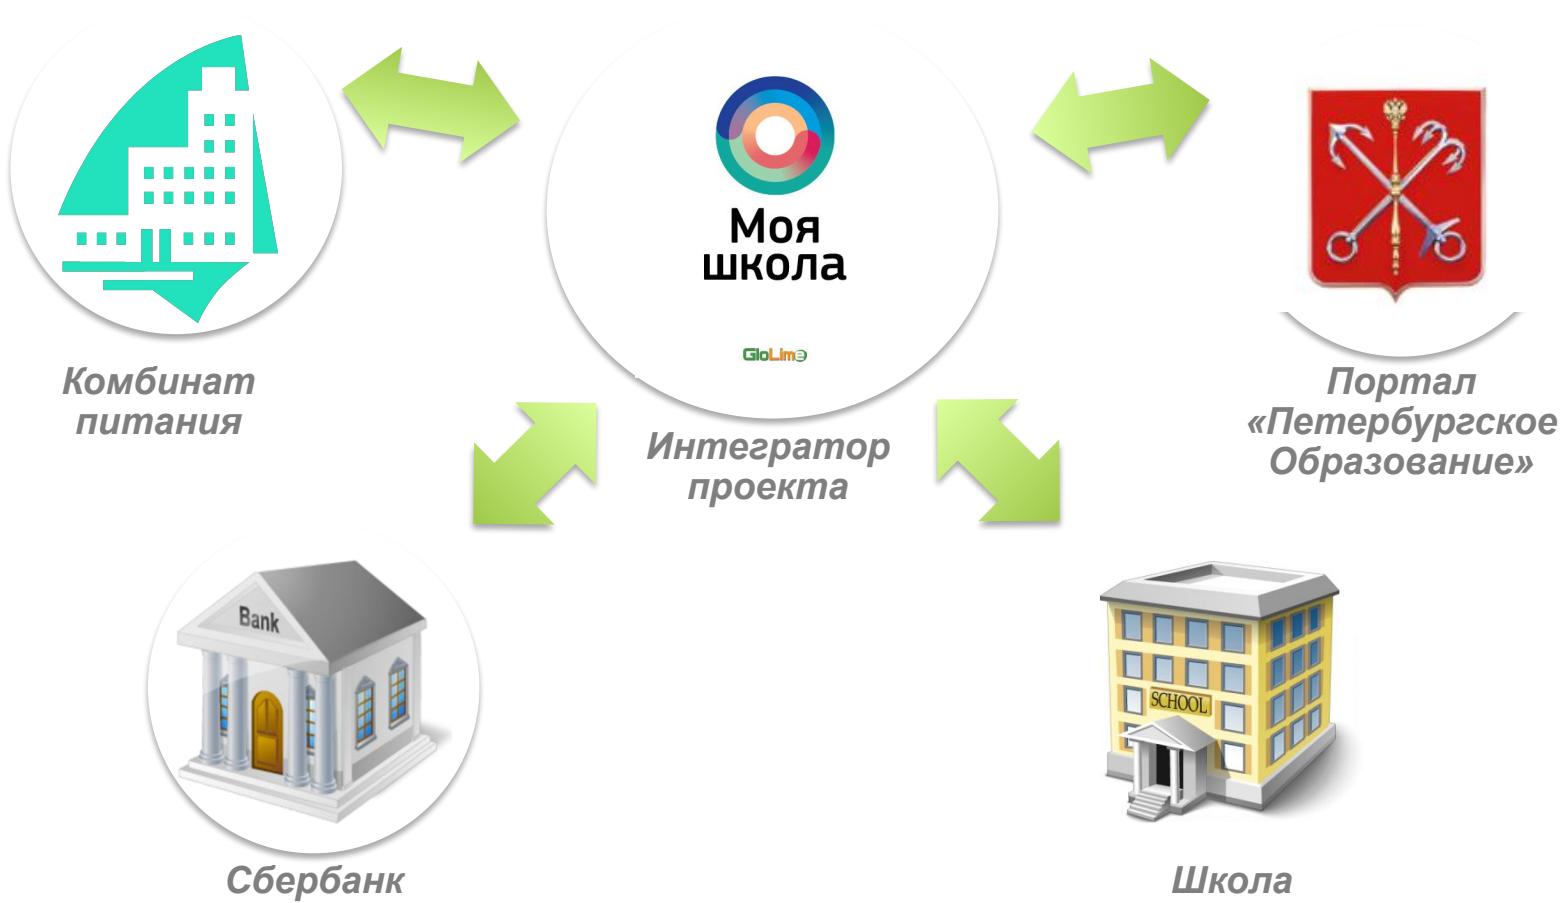 Моя
школа
GloLime
Комбинат
питания
Интегратор
проекта
Портал
«Петербургское
Образование»
Bank
SCHOOL
Сбербанк
Школа